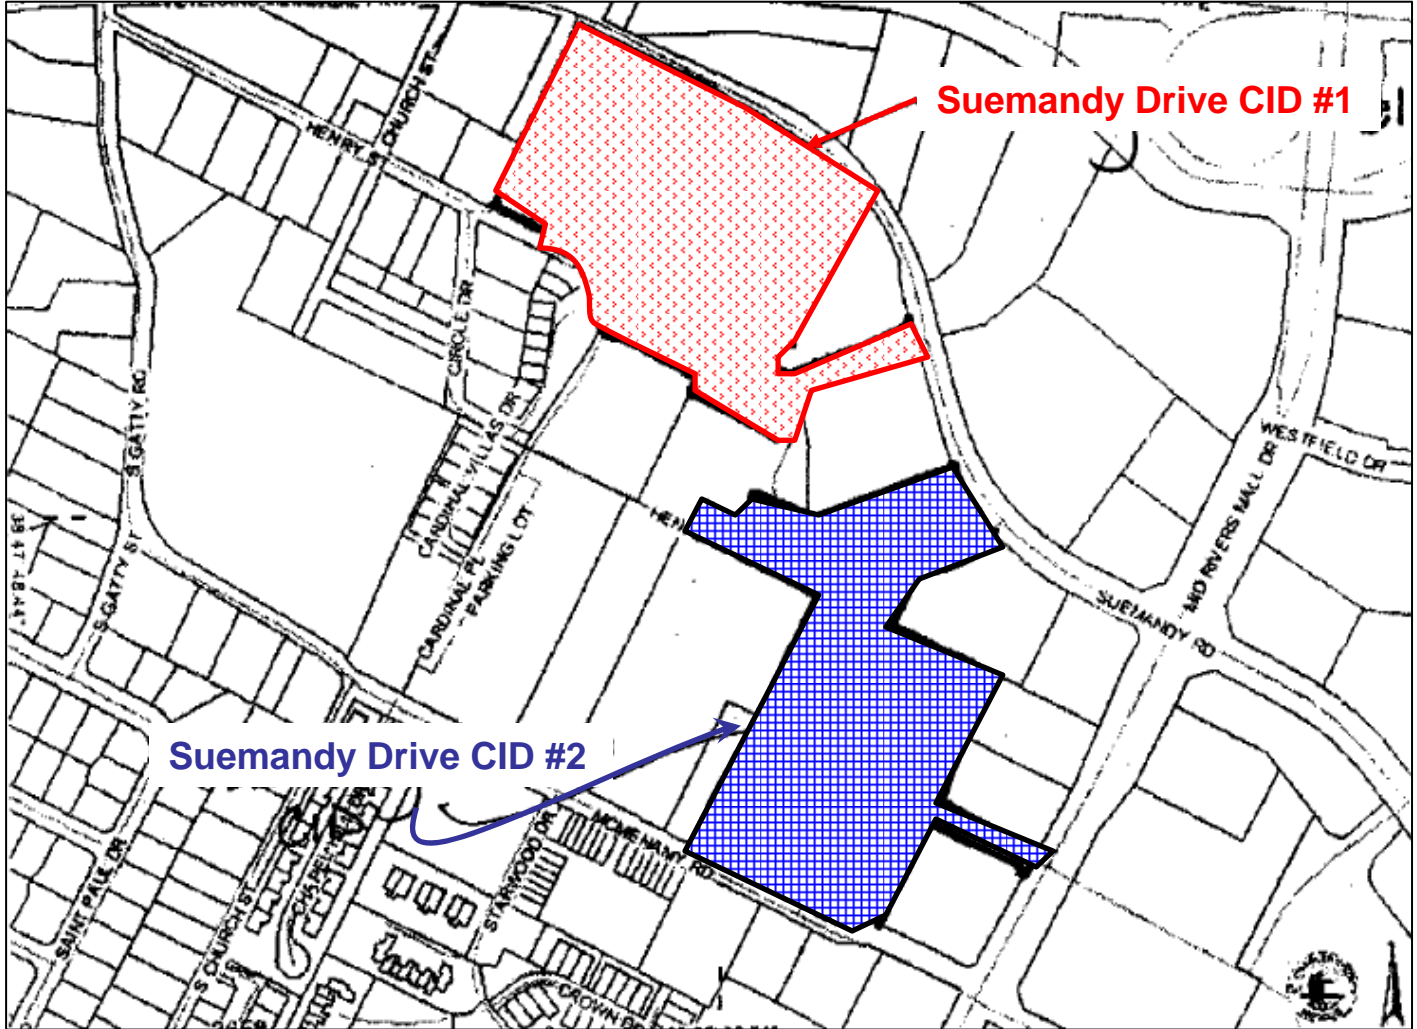 Suemandy Drive CID #1
S CHURCH ST
HENRY ST
CIRCLE DR
S GATTY RD
WESTFIELD DR
MID RIVERS MALL DR
CARDINAL VILLAS DR
PARKING LOT
CARDINAL PL
HEN
S GATTY ST
SUEMANDY RD
Suemandy Drive CID #2
MCMENAMY RD
STARWOOD DR
SAINT PAUL DR
S CHURCH ST
CROWN